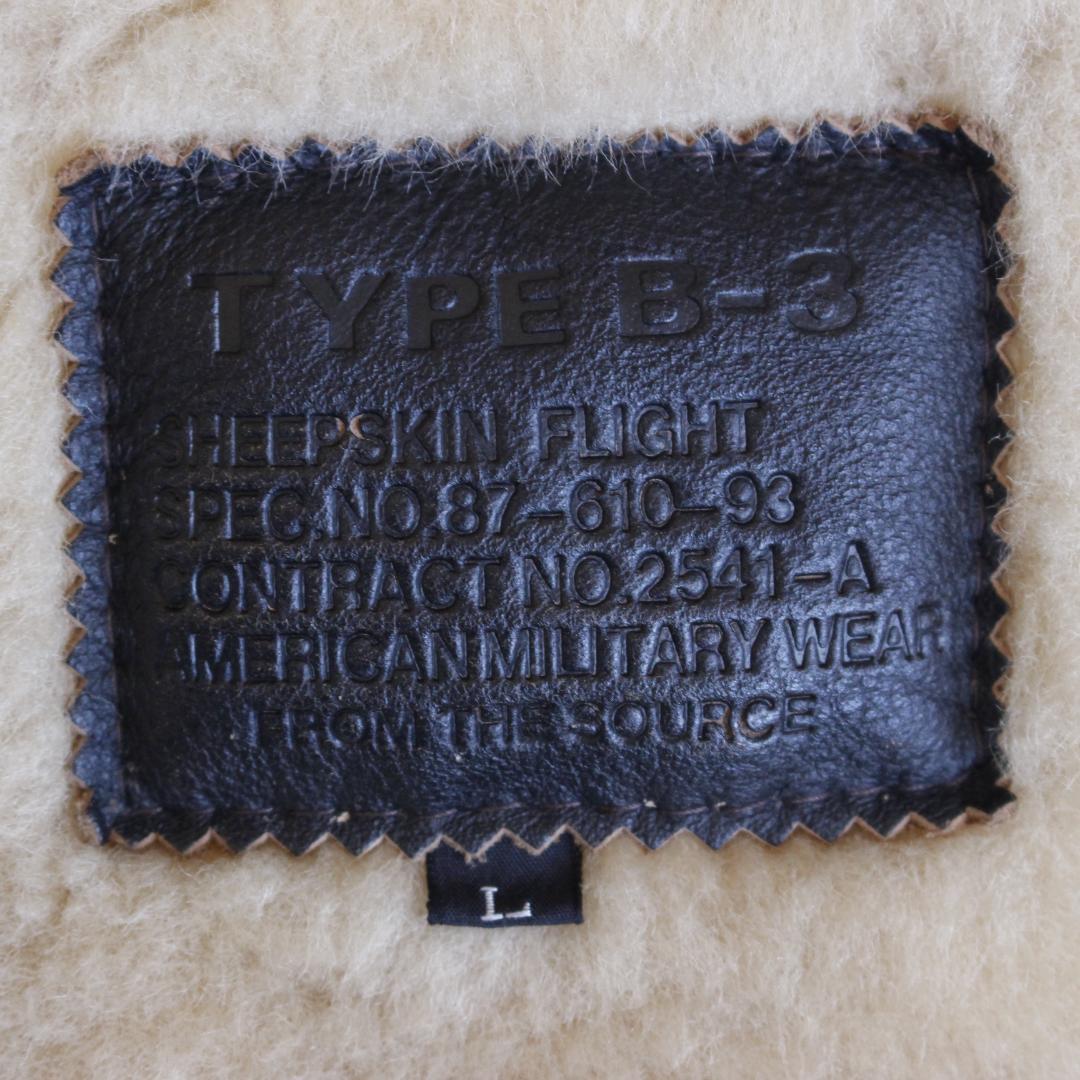 TYPE B-3
SHEEPSKIN FLIGHT
SPEC.NO.87-610-93
CONTRACT NO.2541-A
AMERICAN MILITARY WEAR
FROM THE SOURCE
L